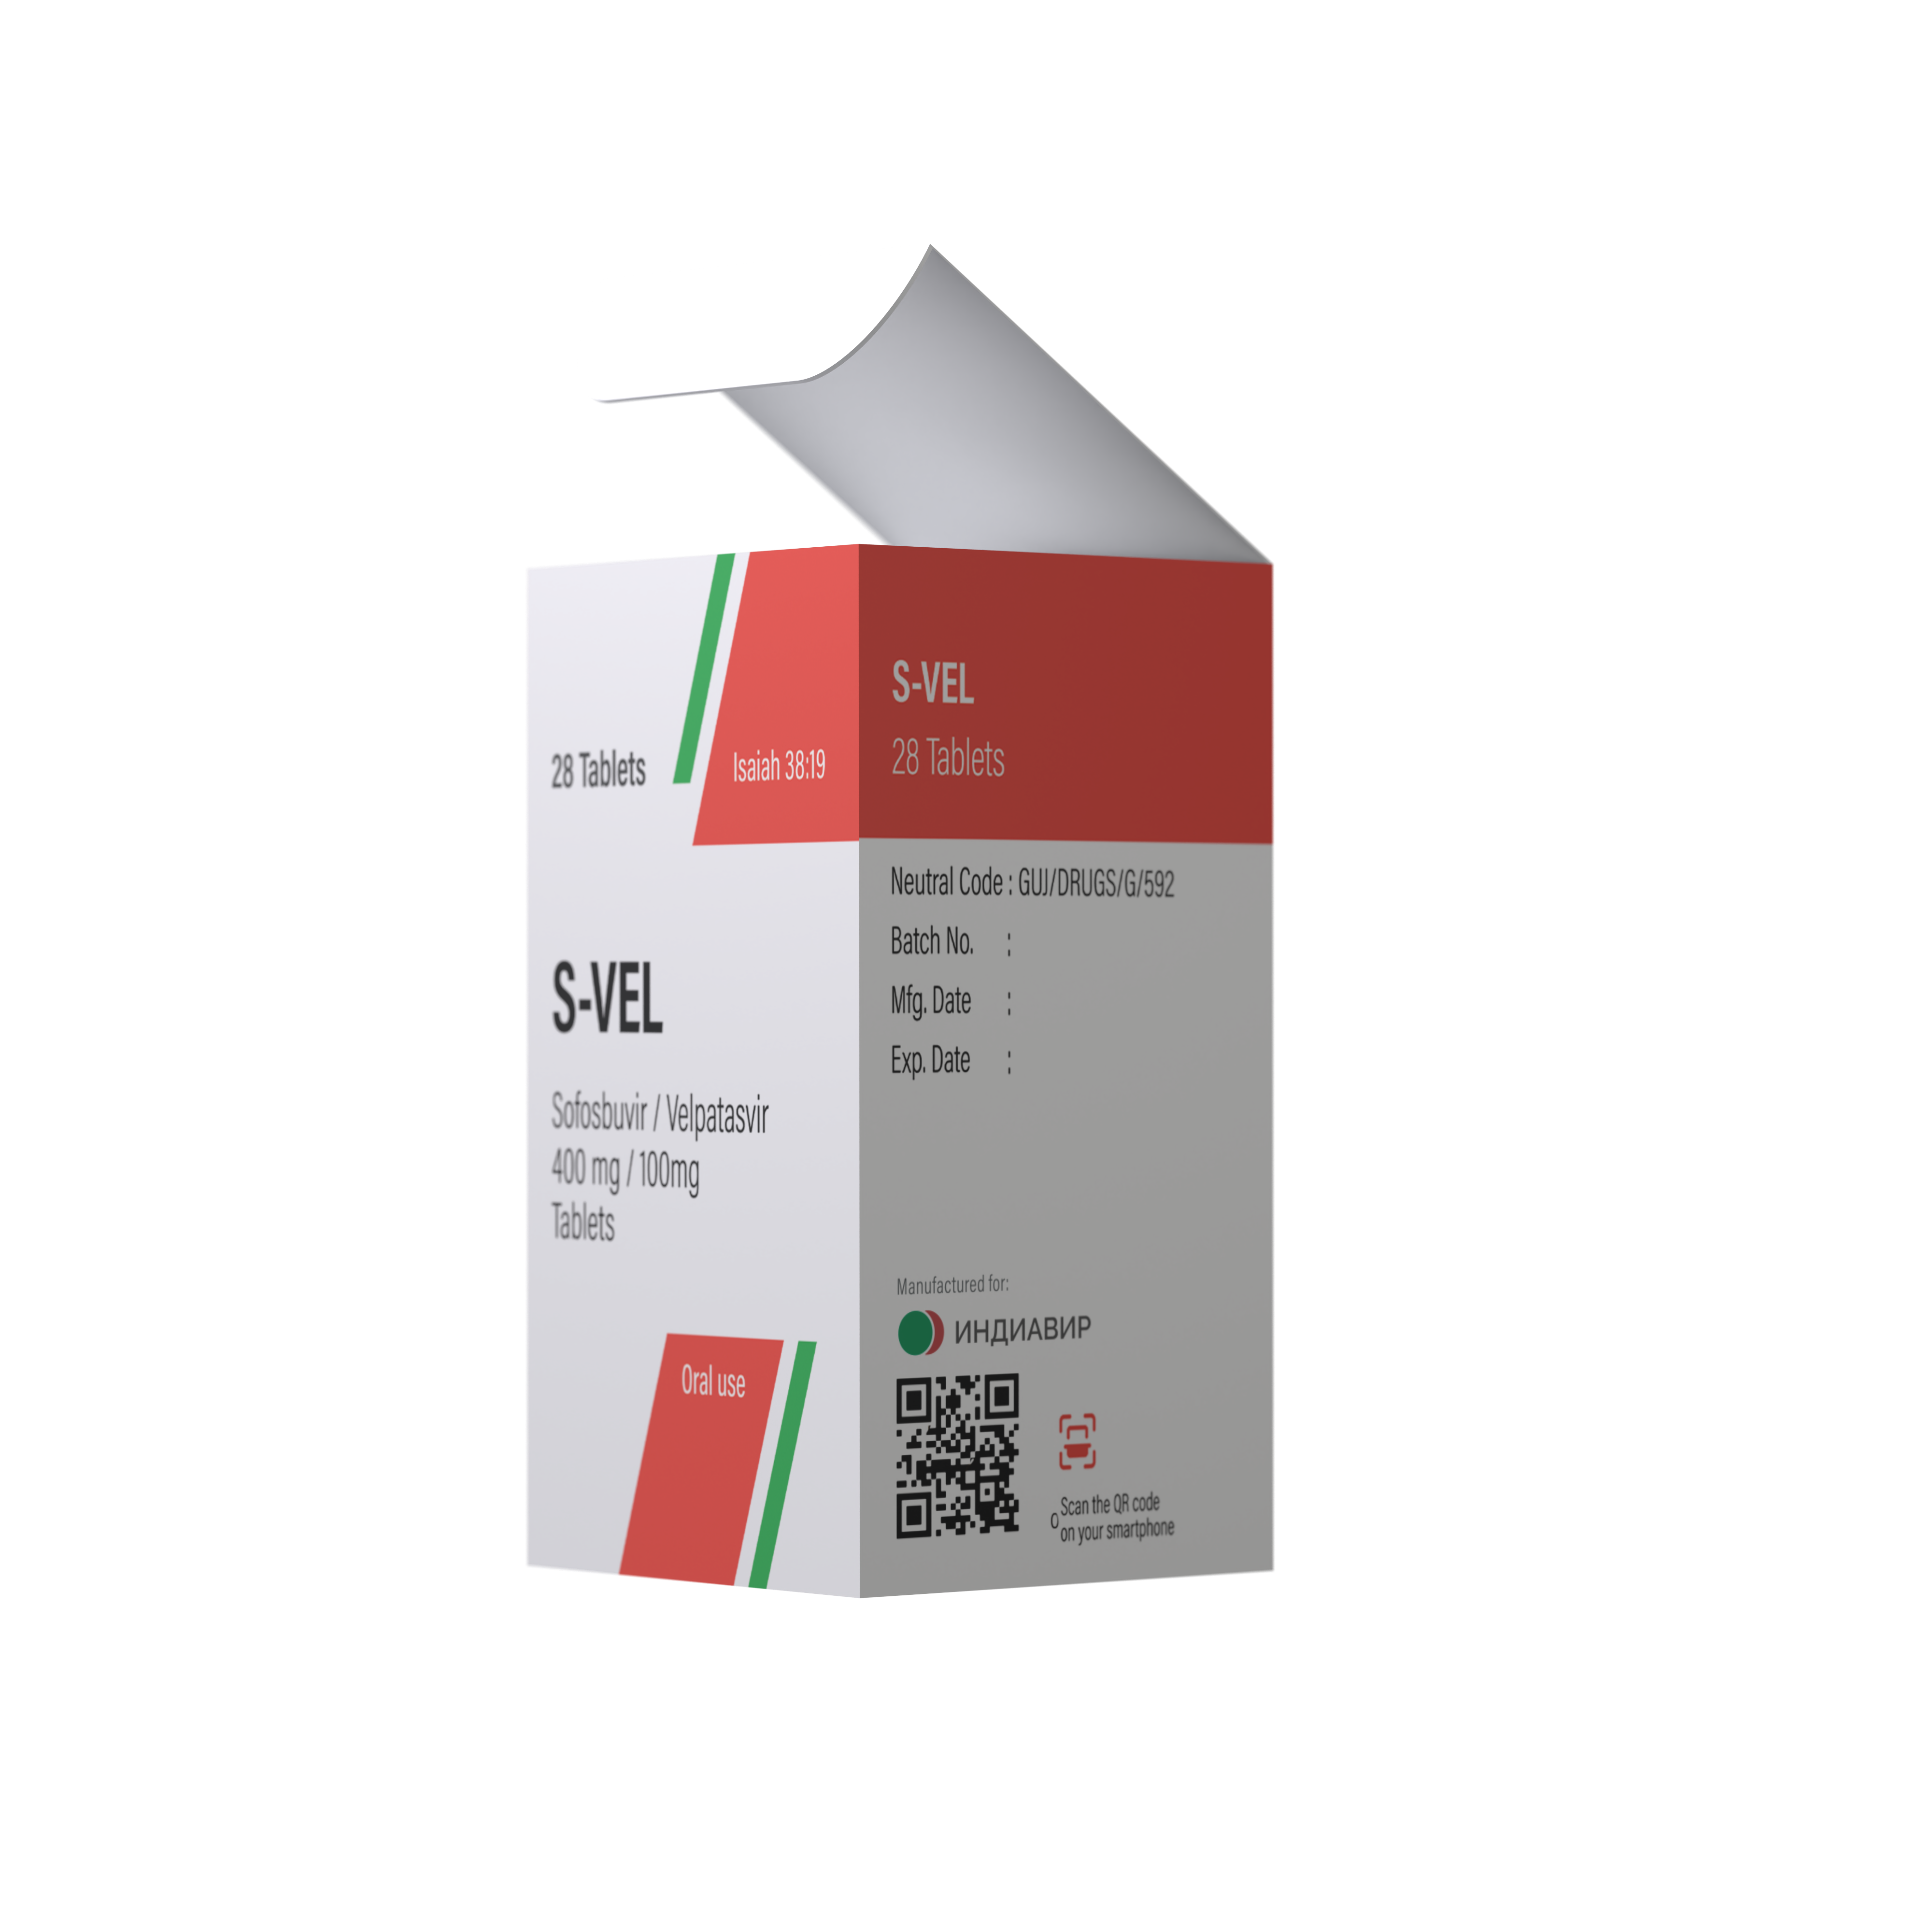 28 Tablets
Isaiah 38:19
S-VEL
Sofosbuvir / Velpatasvir
400 mg / 100mg
Tablets
Oral use
S-VEL
28 Tablets
Neutral Code : GUJ/DRUGS/G/592
Batch No. :
Mfg. Date :
Exp. Date :
Manufactured for:
ИНДИАВИР
Scan the QR code
on your smartphone